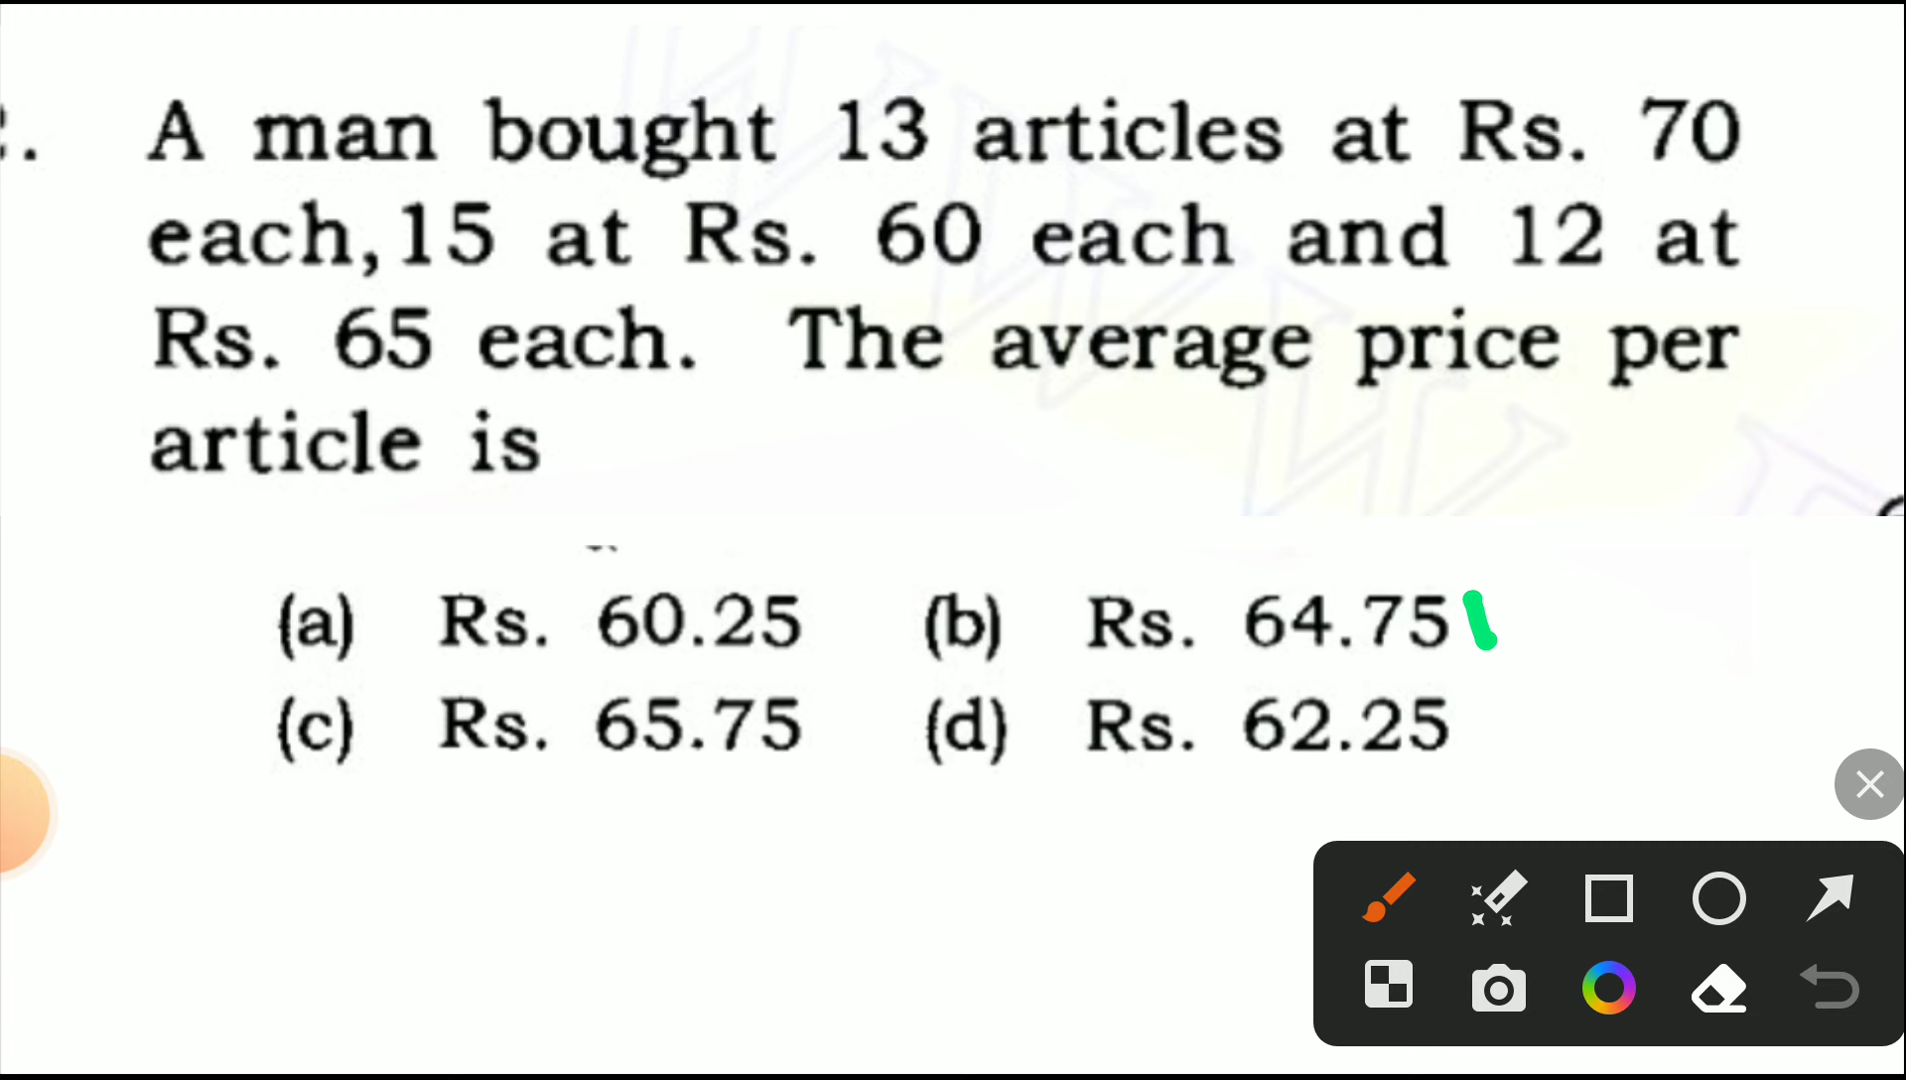 A man bought 13 articles at Rs. 70
each,15 at Rs. 60 each and 12 at
Rs. 65 each. The average price per
article is
(a) Rs. 60.25 (b) Rs. 64.75
(c) Rs. 65.75 (d) Rs. 62.25